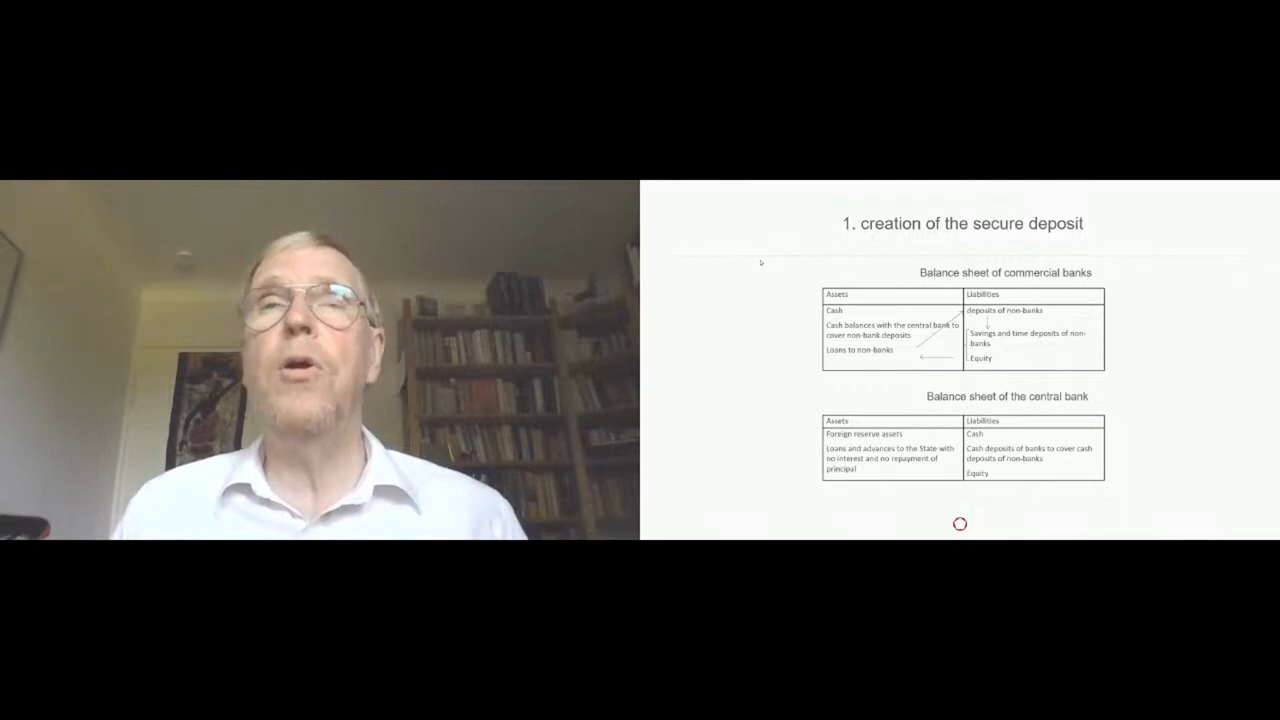 1. creation of the secure deposit
Balance sheet of commercial banks
Assets
Liabilities
Cash
deposits of non-banks
Cash balances with the central bank to
cover non-bank deposits
Savings and time deposits of non-
banks
Loans to non-banks
Equity
Balance sheet of the central bank
Assets
Liabilities
Foreign reserve assets
Cash
Loans and advances to the State with
no interest and no repayment of
principal
Cash deposits of banks to cover cash
deposits of non-banks
Equity